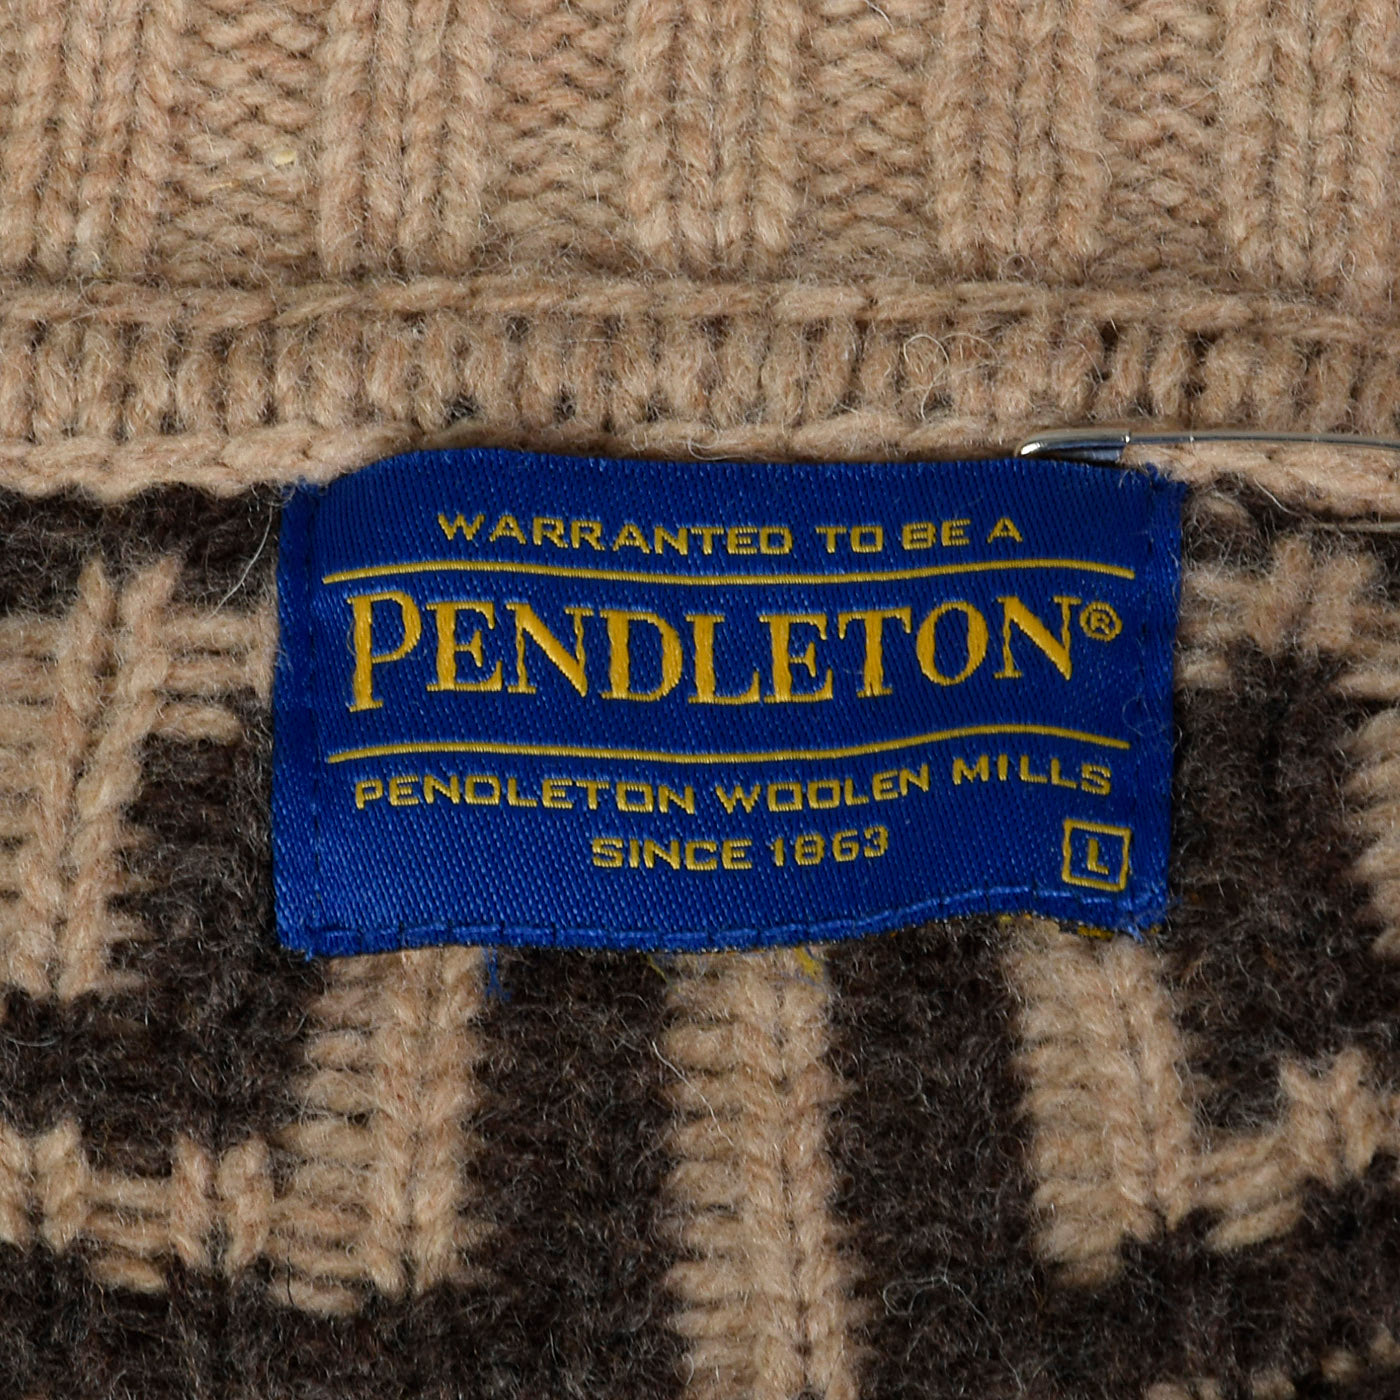 WARRANTED TO BE A
PENDLETON®
PENDLETON WOOLEN MILLS
SINCE 1863
L